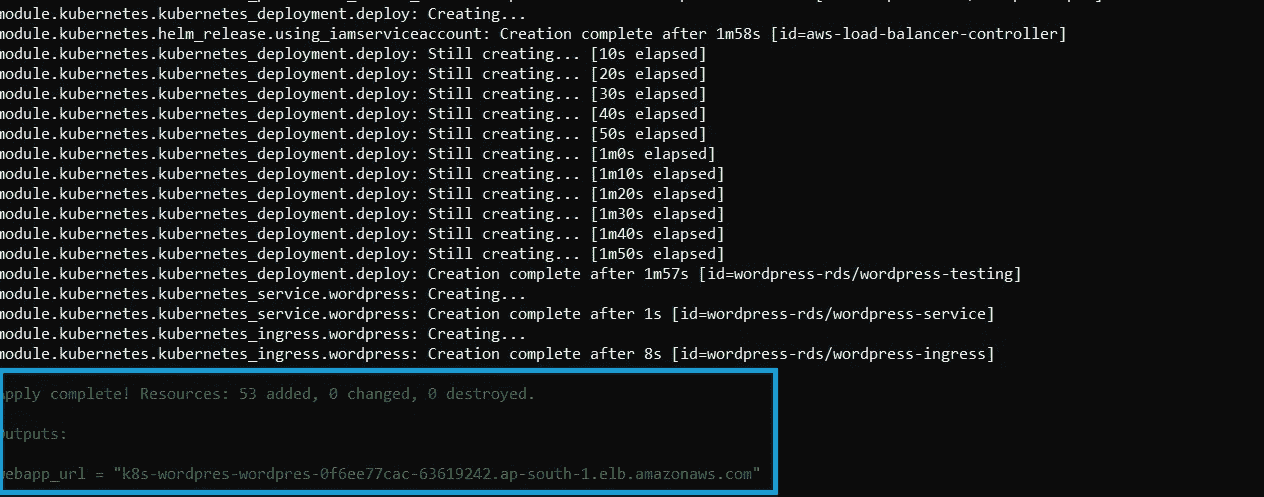 module.kubernetes.kubernetes_deployment.deploy: Creating...
module.kubernetes.helm_release.using_iamserviceaccount: Creation complete after 1m58s [id=aws-load-balancer-controller]
module.kubernetes.kubernetes_deployment.deploy: Still creating... [10s elapsed]
module.kubernetes.kubernetes_deployment.deploy: Still creating... [20s elapsed]
module.kubernetes.kubernetes_deployment.deploy: Still creating... [30s elapsed]
module.kubernetes.kubernetes_deployment.deploy: Still creating... [40s elapsed]
module.kubernetes.kubernetes_deployment.deploy: Still creating... [50s elapsed]
module.kubernetes.kubernetes_deployment.deploy: Still creating... [1m0s elapsed]
module.kubernetes.kubernetes_deployment.deploy: Still creating... [1m10s elapsed]
module.kubernetes.kubernetes_deployment.deploy: Still creating... [1m20s elapsed]
module.kubernetes.kubernetes_deployment.deploy: Still creating... [1m30s elapsed]
module.kubernetes.kubernetes_deployment.deploy: Still creating... [1m40s elapsed]
module.kubernetes.kubernetes_deployment.deploy: Still creating... [1m50s elapsed]
module.kubernetes.kubernetes_deployment.deploy: Creation complete after 1m57s [id=wordpress-rds/wordpress-testing]
module.kubernetes.kubernetes_service.wordpress: Creating...
module.kubernetes.kubernetes_service.wordpress: Creation complete after 1s [id=wordpress-rds/wordpress-service]
module.kubernetes.kubernetes_ingress.wordpress: Creating...
module.kubernetes.kubernetes_ingress.wordpress: Creation complete after 8s [id=wordpress-rds/wordpress-ingress]
Apply complete! Resources: 53 added, 0 changed, 0 destroyed.
Outputs:
webapp_url = "k8s-wordpres-wordpres-0f6ee77cac-63619242.ap-south-1.elb.amazonaws.com"